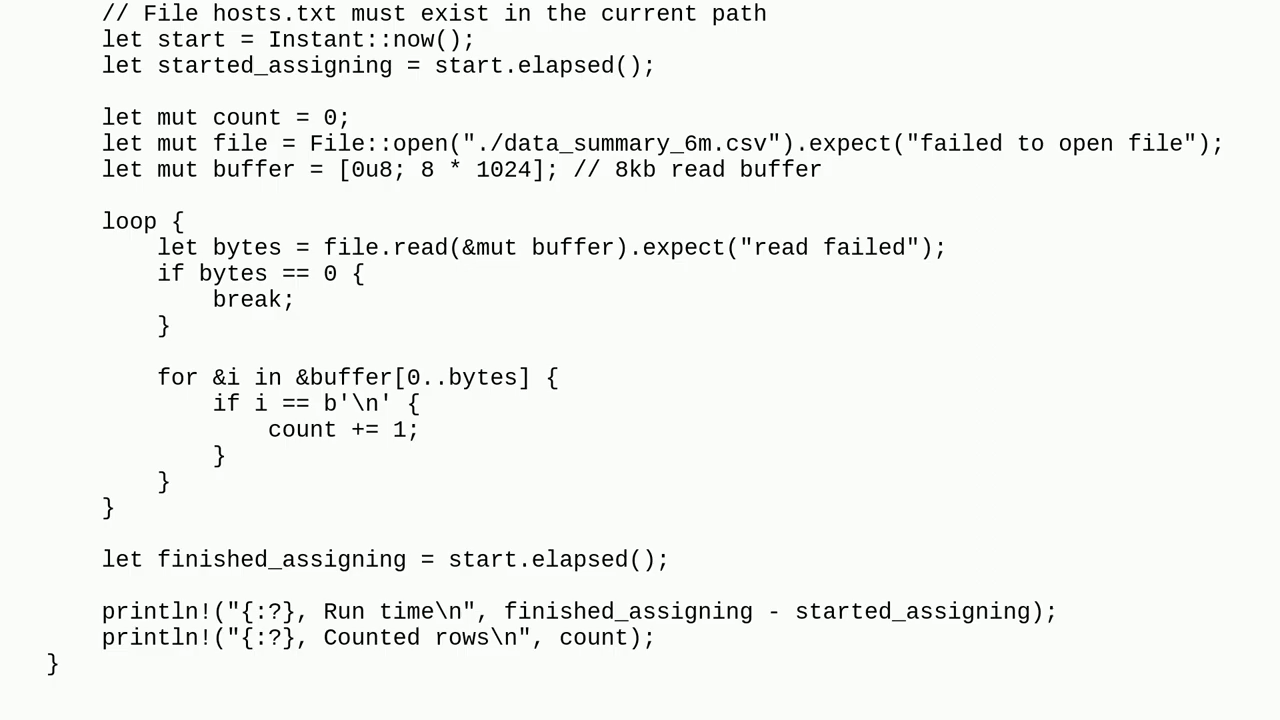 // File hosts.txt must exist in the current path
let start = Instant::now();
let started_assigning = start.elapsed();
let mut count = 0;
let mut file = File::open("./data_summary_6m.csv").expect("failed to open file");
let mut buffer = [0u8; 8 * 1024]; // 8kb read buffer
loop {
let bytes = file.read(&mut buffer).expect("read failed");
if bytes == 0 {
break;
}
for &i in &buffer[0..bytes] {
if i == b'\n' {
count += 1;
}
}
}
let finished_assigning = start.elapsed();
println!("{:?}, Run time\n", finished_assigning - started_assigning);
println!("{:?}, Counted rows\n", count);
}